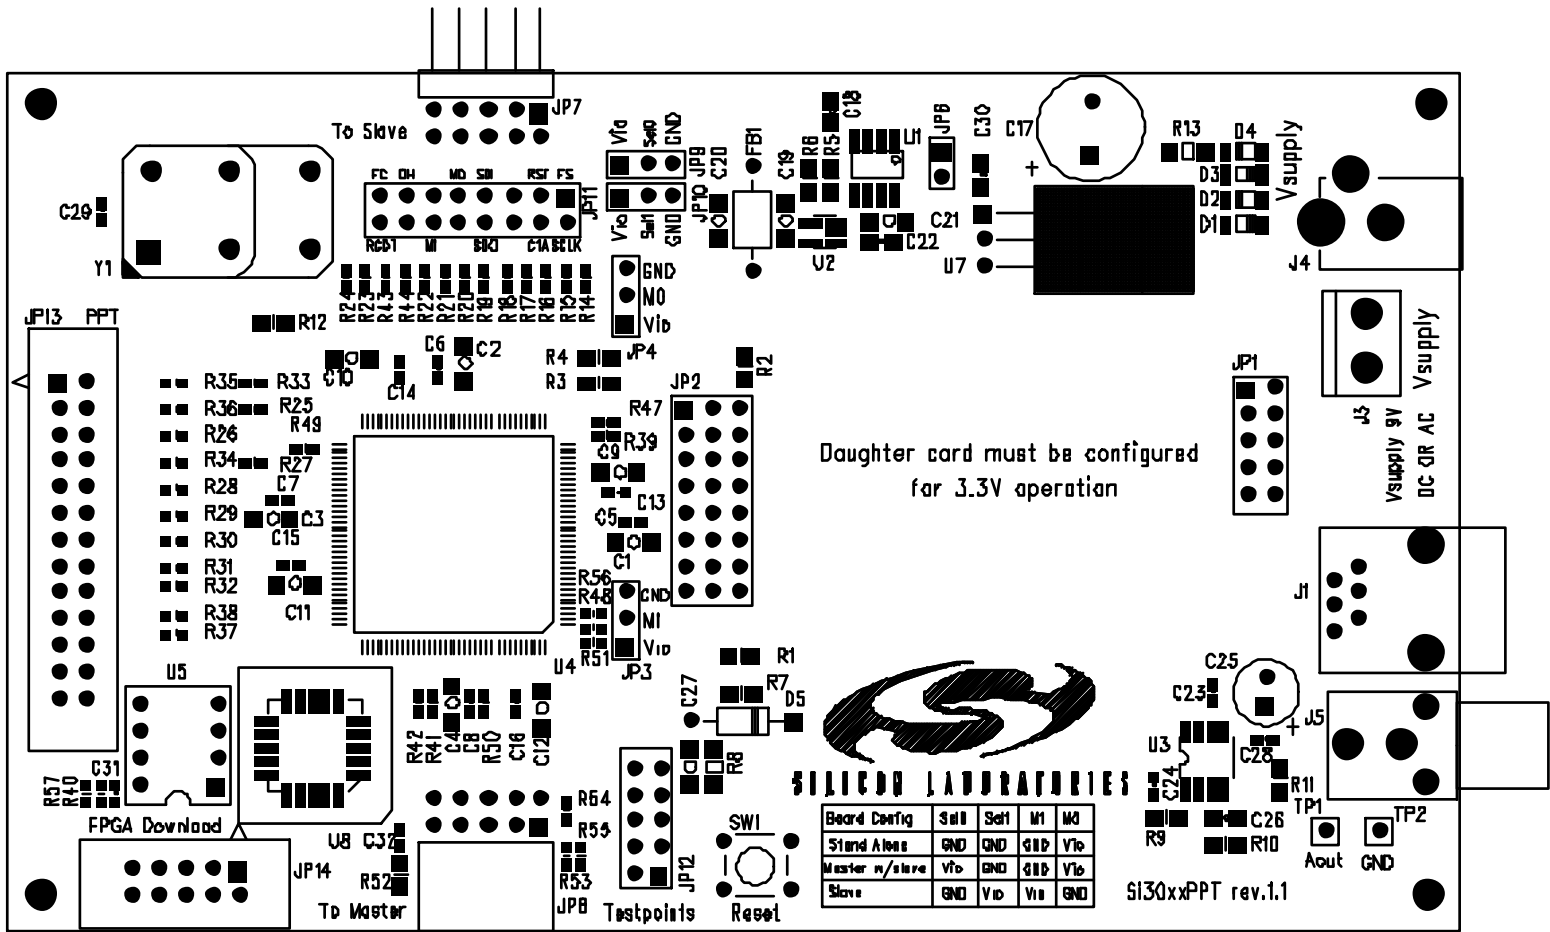 JP7
To Slave
Vio Sel0 GND
JP9
JP10
Vio Sel1 GND
FC OH M0 SDI RST FS
JP11
RGDT MI SDO C1A SCLK
C29
Y1
C20
FB1
C19
R6
R5
C18
U1
JP6
C30
C17
+
R13
D4
D3
D2
D1
Vsupply
C21
C22
V2
U7
J4
R24 R23 R43 R44 R22 R21 R20 R19 R18 R17 R16 R15 R14
GND
M0
Vio
JP4
JP13 PPT
R12
C10
C14
C6
C2
R4
R3
R2
JP2
JP1
Vsupply
J3
Vsupply 9V
DC OR AC
R35 R33
R36 R25
R26 R49
R34 R27
R28 C7
R29 C3
R30 C15
R31
R32 C11
R38
R37
R47
R39
C9
C13
C5
C1
Daughter card must be configured
for 3.3V operation
R56
R48
R51
GND
M1
Vio
JP3
J1
U5
U4
R1
R7
C27
D5
R8
C25
C23
+
J5
U3
C28
C24
R11
R42 R41 C4 C8 R50 C16 C12
SILICON LABORATORIES
R57 R40 C31
FPGA Download
U8
C32
R54
R55
SW1
R9
C26
R10
TP1
TP2
Aout GND
Board Config Sel0 Sel1 M1 M0
Stand Alone GND GND GND Vio
Master w/slave Vio GND GND Vio
Slave GND Vio Vio GND
JP14
R52
To Master
JP8
R53
JP12
Testpoints
Reset
Si30xxPPT rev.1.1